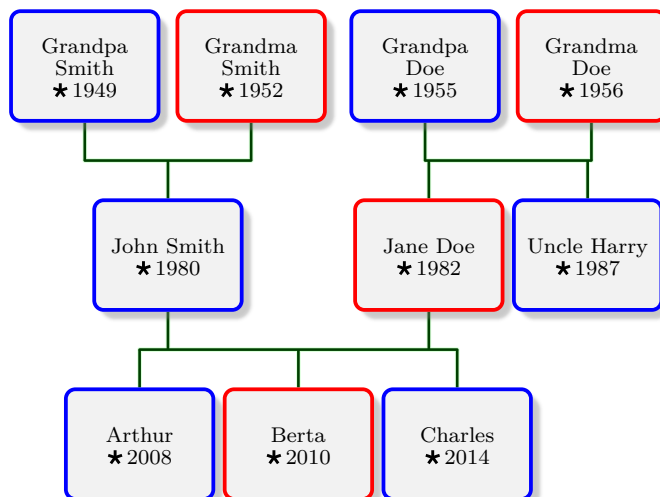 Grandpa
Smith
★ 1949
Grandma
Smith
★ 1952
Grandpa
Doe
★ 1955
Grandma
Doe
★ 1956
John Smith
★ 1980
Jane Doe
★ 1982
Uncle Harry
★ 1987
Arthur
★ 2008
Berta
★ 2010
Charles
★ 2014